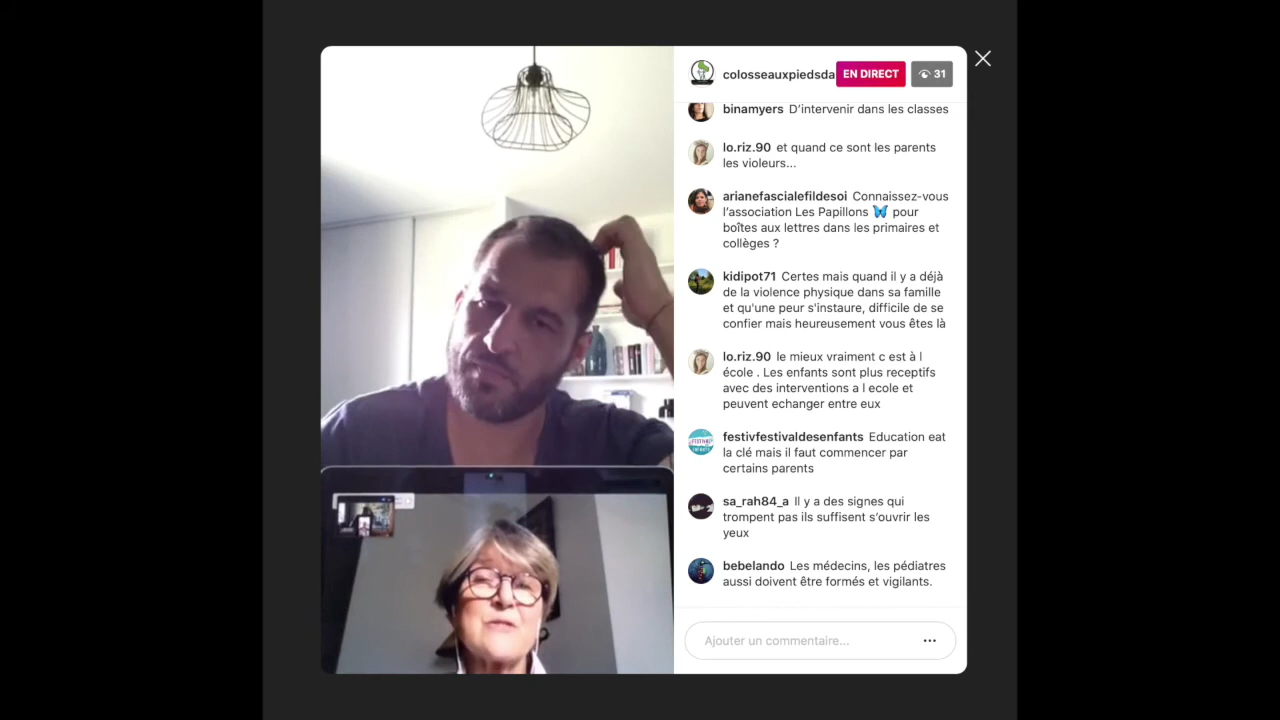 colosseauxpiedsda
EN DIRECT
31
binamyers D'intervenir dans les classes
lo.riz.90 et quand ce sont les parents
les violeurs...
arianefascialefildesoi Connaissez-vous
l'association Les Papillons 🦋 pour
boîtes aux lettres dans les primaires et
collèges ?
kidipot71 Certes mais quand il y a déjà
de la violence physique dans sa famille
et qu'une peur s'instaure, difficile de se
confier mais heureusement vous êtes là
lo.riz.90 le mieux vraiment c est à l
école . Les enfants sont plus receptifs
avec des interventions a l ecole et
peuvent echanger entre eux
festivfestivaldesenfants Education eat
la clé mais il faut commencer par
certains parents
sa_rah84_a Il y a des signes qui
trompent pas ils suffisent s'ouvrir les
yeux
bebelando Les médecins, les pédiatres
aussi doivent être formés et vigilants.
Ajouter un commentaire...